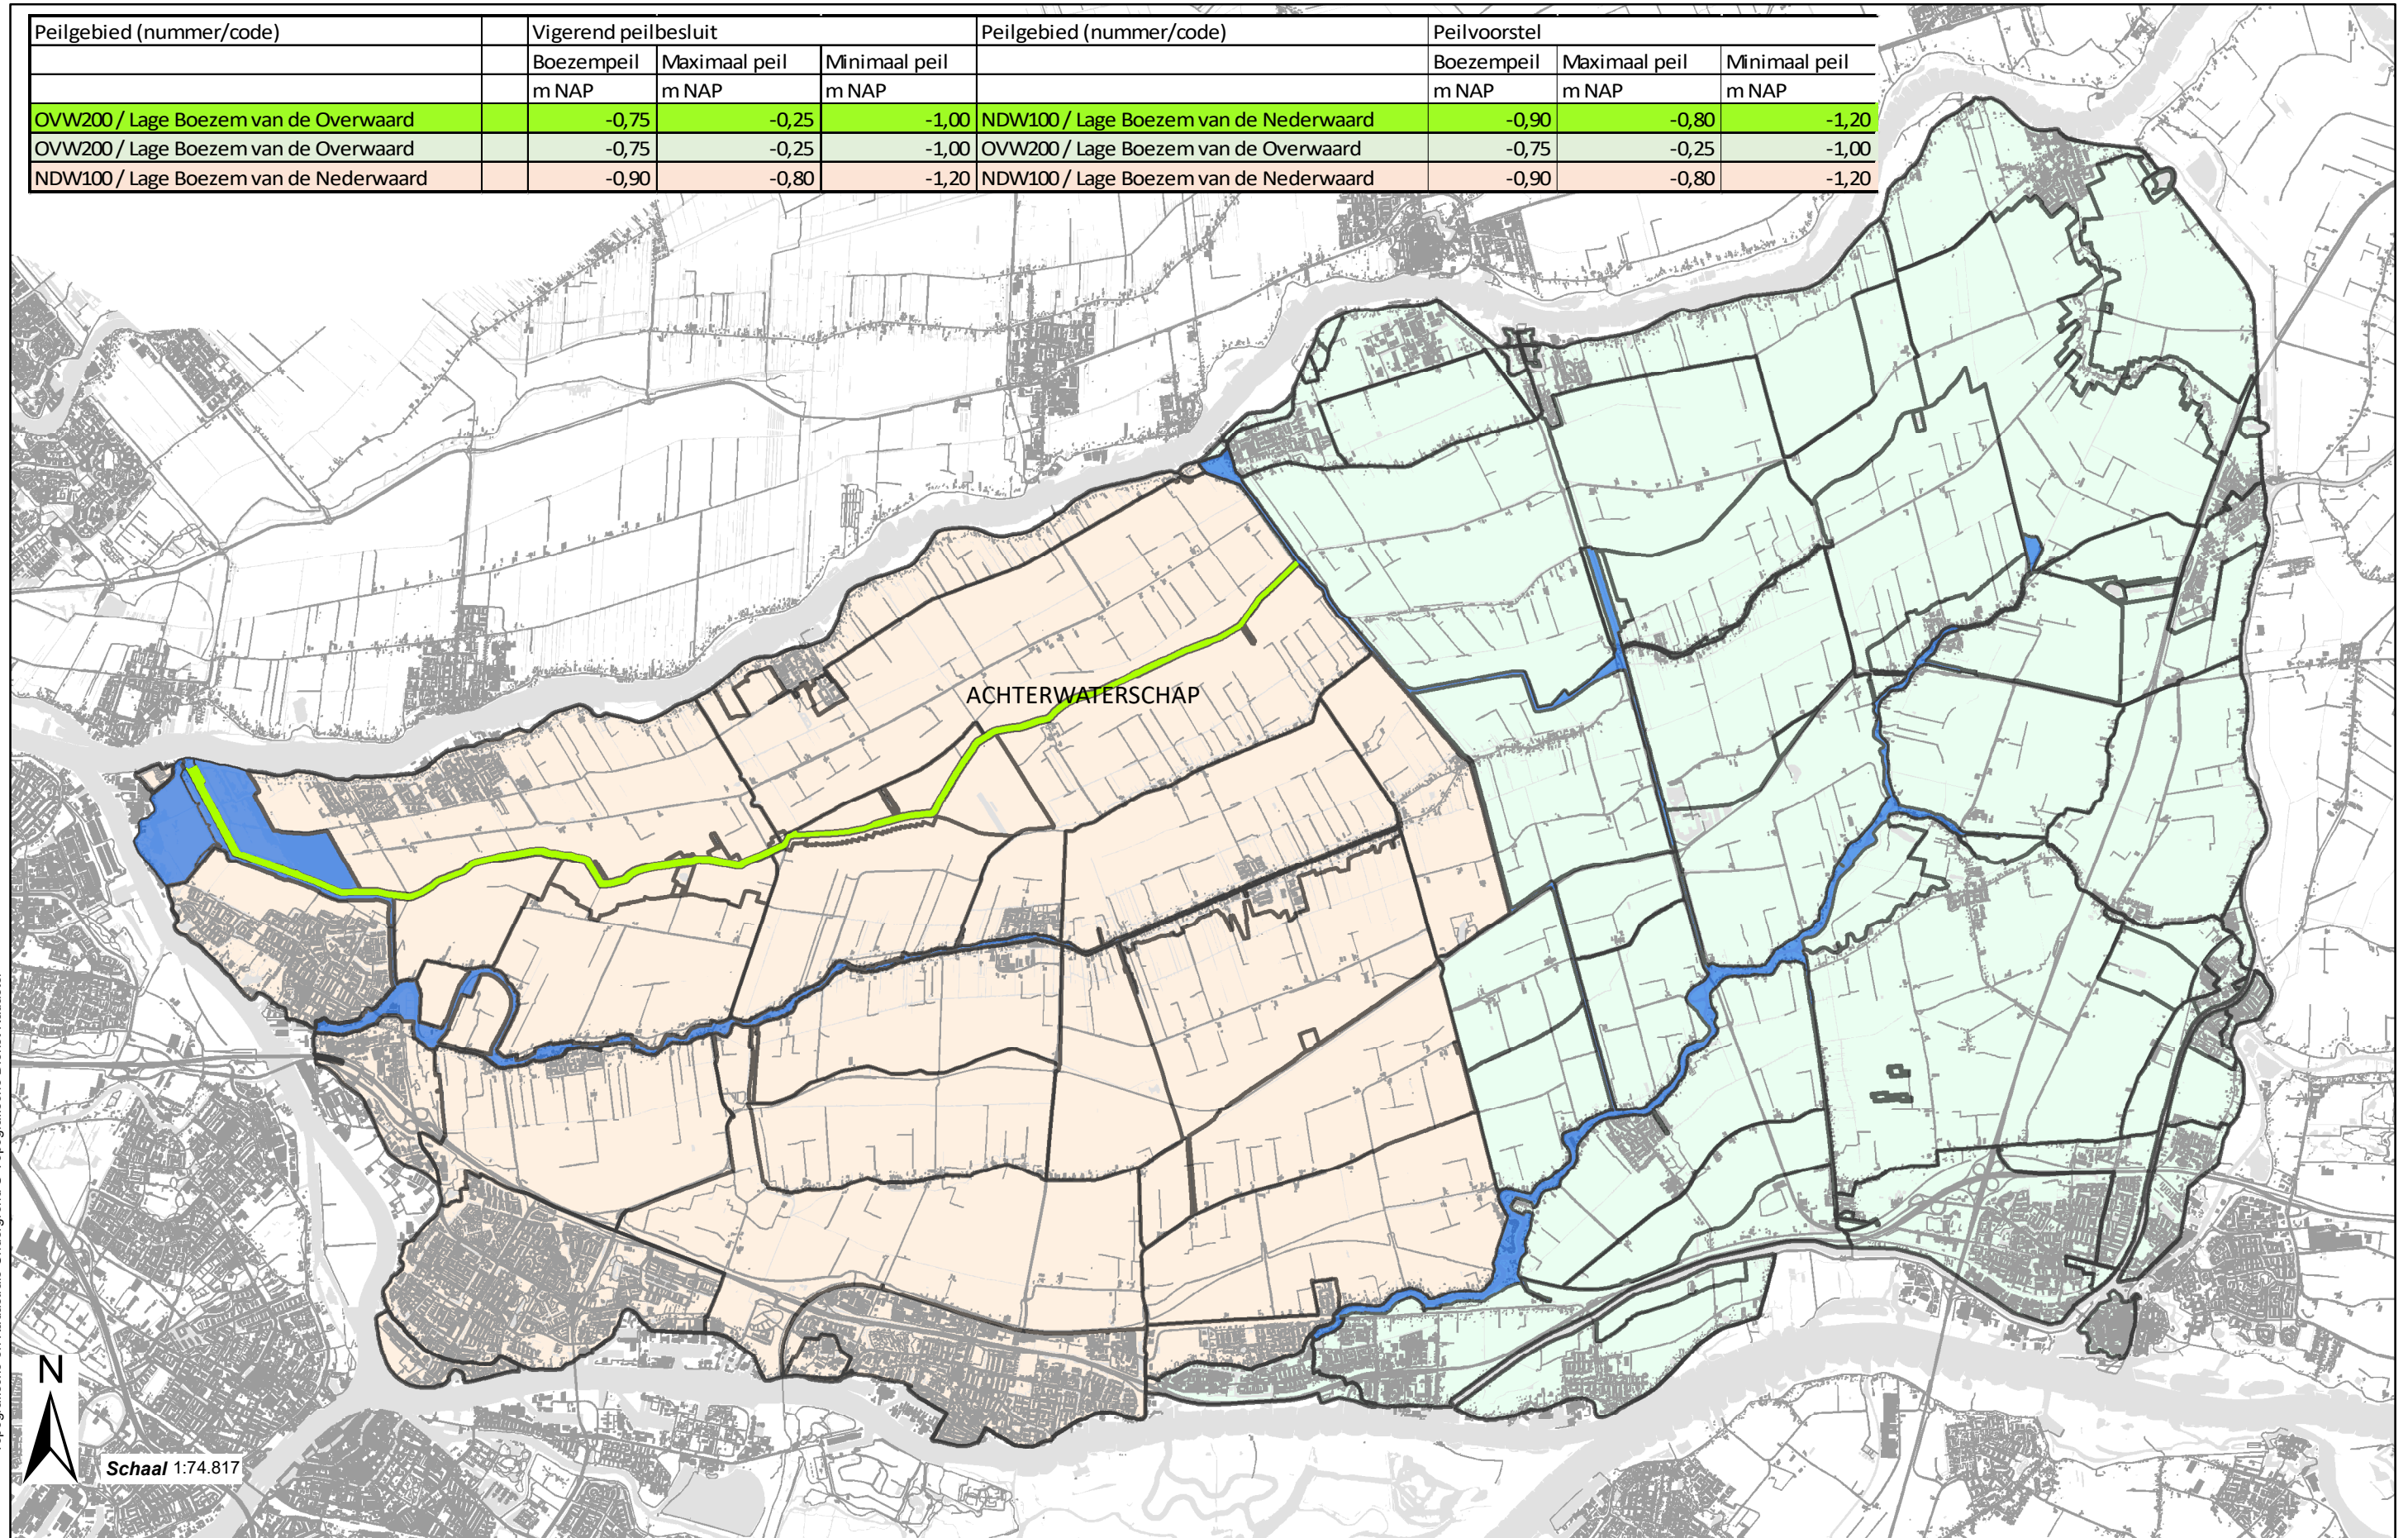 Peilgebied (nummer/code) Vigerend peilbesluit Peilgebied (nummer/code) Peilvoorstel
Boezempeil Maximaal peil Minimaal peil Boezempeil Maximaal peil Minimaal peil
m NAP m NAP m NAP m NAP m NAP m NAP
OVW200 / Lage Boezem van de Overwaard -0,75 -0,25 -1,00 NDW100 / Lage Boezem van de Nederwaard -0,90 -0,80 -1,20
OVW200 / Lage Boezem van de Overwaard -0,75 -0,25 -1,00 OVW200 / Lage Boezem van de Overwaard -0,75 -0,25 -1,00
NDW100 / Lage Boezem van de Nederwaard -0,90 -0,80 -1,20 NDW100 / Lage Boezem van de Nederwaard -0,90 -0,80 -1,20
ACHTERWATERSCHAP
N
Schaal 1:74.817